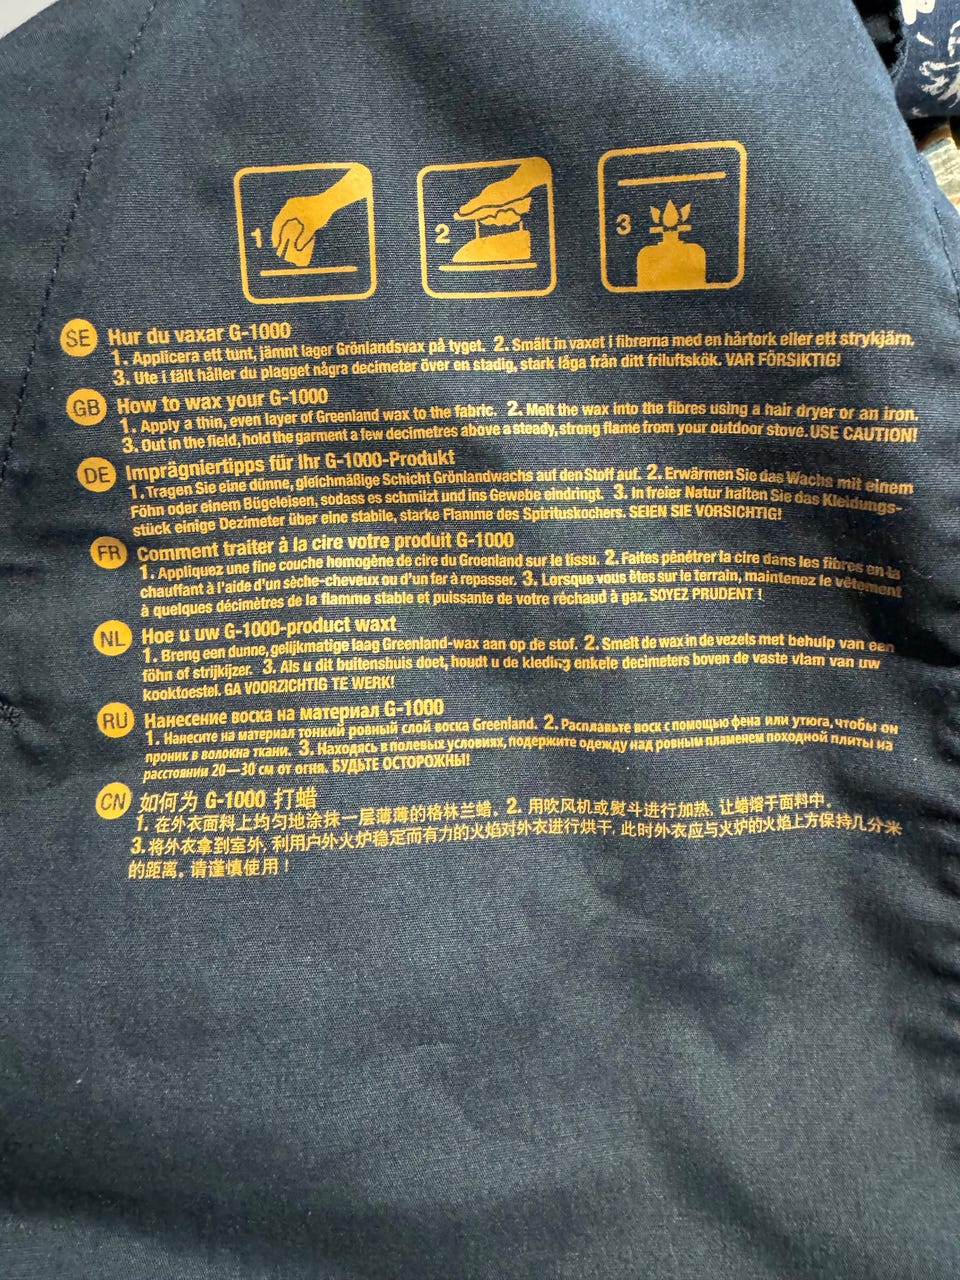 1
2
3
SE Hur du vaxar G-1000
1. Applicera ett tunt, jämnt lager Grönlandsvax på tyget. 2. Smält in vaxet i fibrerna med en hårtork eller ett strykjärn.
3. Ute i fält håller du plagget några decimeter över en stadig, stark låga från ditt friluftskök. VAR FÖRSIKTIG!
GB How to wax your G-1000
1. Apply a thin, even layer of Greenland wax to the fabric. 2. Melt the wax into the fibres using a hair dryer or an iron.
3. Out in the field, hold the garment a few decimetres above a steady, strong flame from your outdoor stove. USE CAUTION!
DE Imprägniertipps für Ihr G-1000-Produkt
1. Tragen Sie eine dünne, gleichmäßige Schicht Grönlandwachs auf den Stoff auf. 2. Erwärmen Sie das Wachs mit einem
Föhn oder einem Bügeleisen, sodass es schmilzt und ins Gewebe eindringt. 3. In freier Natur halten Sie das Kleidungs-
stück einige Dezimeter über eine stabile, starke Flamme des Spirituskochers. SEIEN SIE VORSICHTIG!
FR Comment traiter à la cire votre produit G-1000
1. Appliquez une fine couche homogène de cire du Groenland sur le tissu. 2. Faites pénétrer la cire dans les fibres en la
chauffant à l'aide d'un sèche-cheveux ou d'un fer à repasser. 3. Lorsque vous êtes sur le terrain, maintenez le vêtement
à quelques décimètres de la flamme stable et puissante de votre réchaud à gaz. SOYEZ PRUDENT !
NL Hoe u uw G-1000-product waxt
1. Breng een dunne, gelijkmatige laag Greenland-wax aan op de stof. 2. Smelt de wax in de vezels met behulp van een
föhn of strijkijzer. 3. Als u dit buitenshuis doet, houdt u de kleding enkele decimeters boven de vaste vlam van uw
kooktoestel. GA VOORZICHTIG TE WERK!
RU Нанесение воска на материал G-1000
1. Нанесите на материал тонкий ровный слой воска Greenland. 2. Расплавьте воск с помощью фена или утюга, чтобы он
проник в волокна ткани. 3. Находясь в полевых условиях, подержите одежду над ровным пламенем походной плиты на
расстоянии 20—30 см от огня. БУДЬТЕ ОСТОРОЖНЫ!
CN 如何为 G-1000 打蜡
1. 在外衣面料上均匀地涂抹一层薄薄的格林兰蜡. 2. 用吹风机或熨斗进行加热, 让蜡熔于面料中.
3. 将外衣拿到室外, 利用户外火炉稳定而有力的火焰对外衣进行烘干, 此时外衣应与火炉的火焰上方保持几分米
的距离。请谨慎使用！